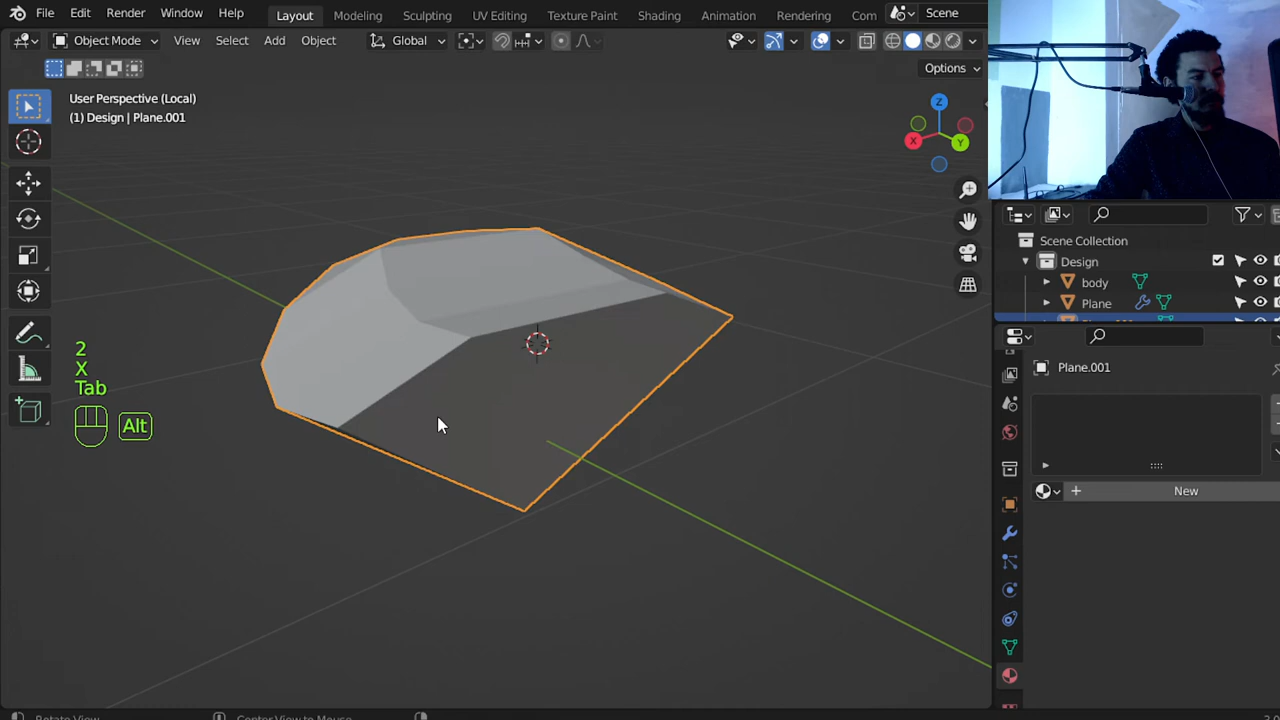 File Edit Render Window Help Layout Modeling Sculpting UV Editing Texture Paint Shading Animation Rendering Com Scene
Object Mode View Select Add Object Global
Options
User Perspective (Local)
(1) Design | Plane.001
Z
X
Y
Scene Collection
Design
body
Plane
Plane.001
New
2
X
Tab
Alt